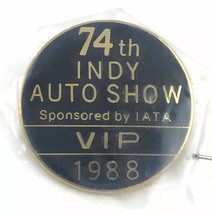 74th
INDY
AUTO SHOW
Sponsored by IATA
VIP
1988